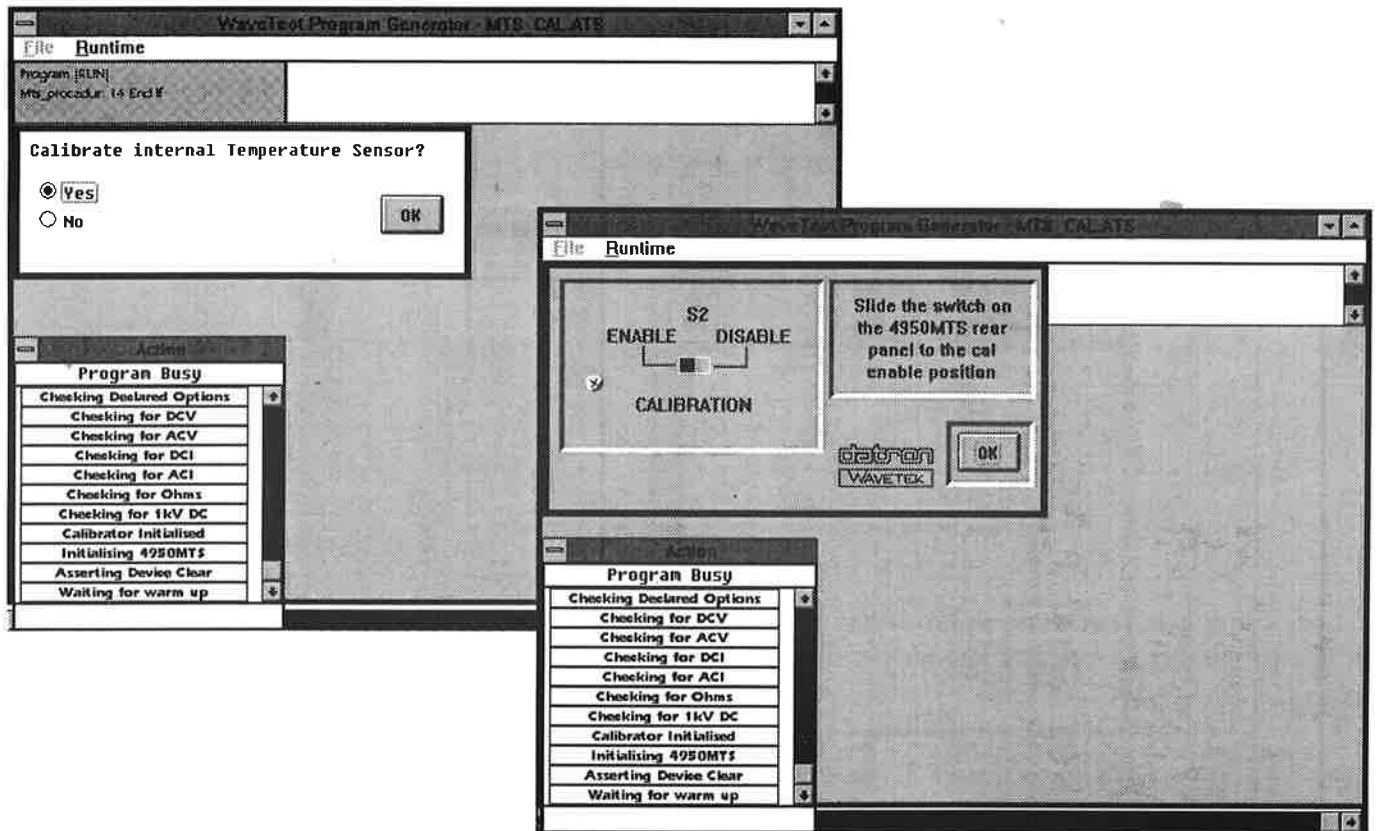 WaveTest Program Generator - MTS_CAL.ATS
File Runtime
Program [RUN]
Mts_procedur: 14 End If
Calibrate internal Temperature Sensor?
Yes
No
OK
Action
Program Busy
Checking Declared Options
Checking for DCV
Checking for ACV
Checking for DCI
Checking for ACI
Checking for Ohms
Checking for 1kV DC
Calibrator Initialised
Initialising 4950MTS
Asserting Device Clear
Waiting for warm up
WaveTest Program Generator - MTS_CAL.ATS
File Runtime
S2
ENABLE DISABLE
CALIBRATION
Slide the switch on
the 4950MTS rear
panel to the cal
enable position
datron
WAVETEK
OK
Action
Program Busy
Checking Declared Options
Checking for DCV
Checking for ACV
Checking for DCI
Checking for ACI
Checking for Ohms
Checking for 1kV DC
Calibrator Initialised
Initialising 4950MTS
Asserting Device Clear
Waiting for warm up